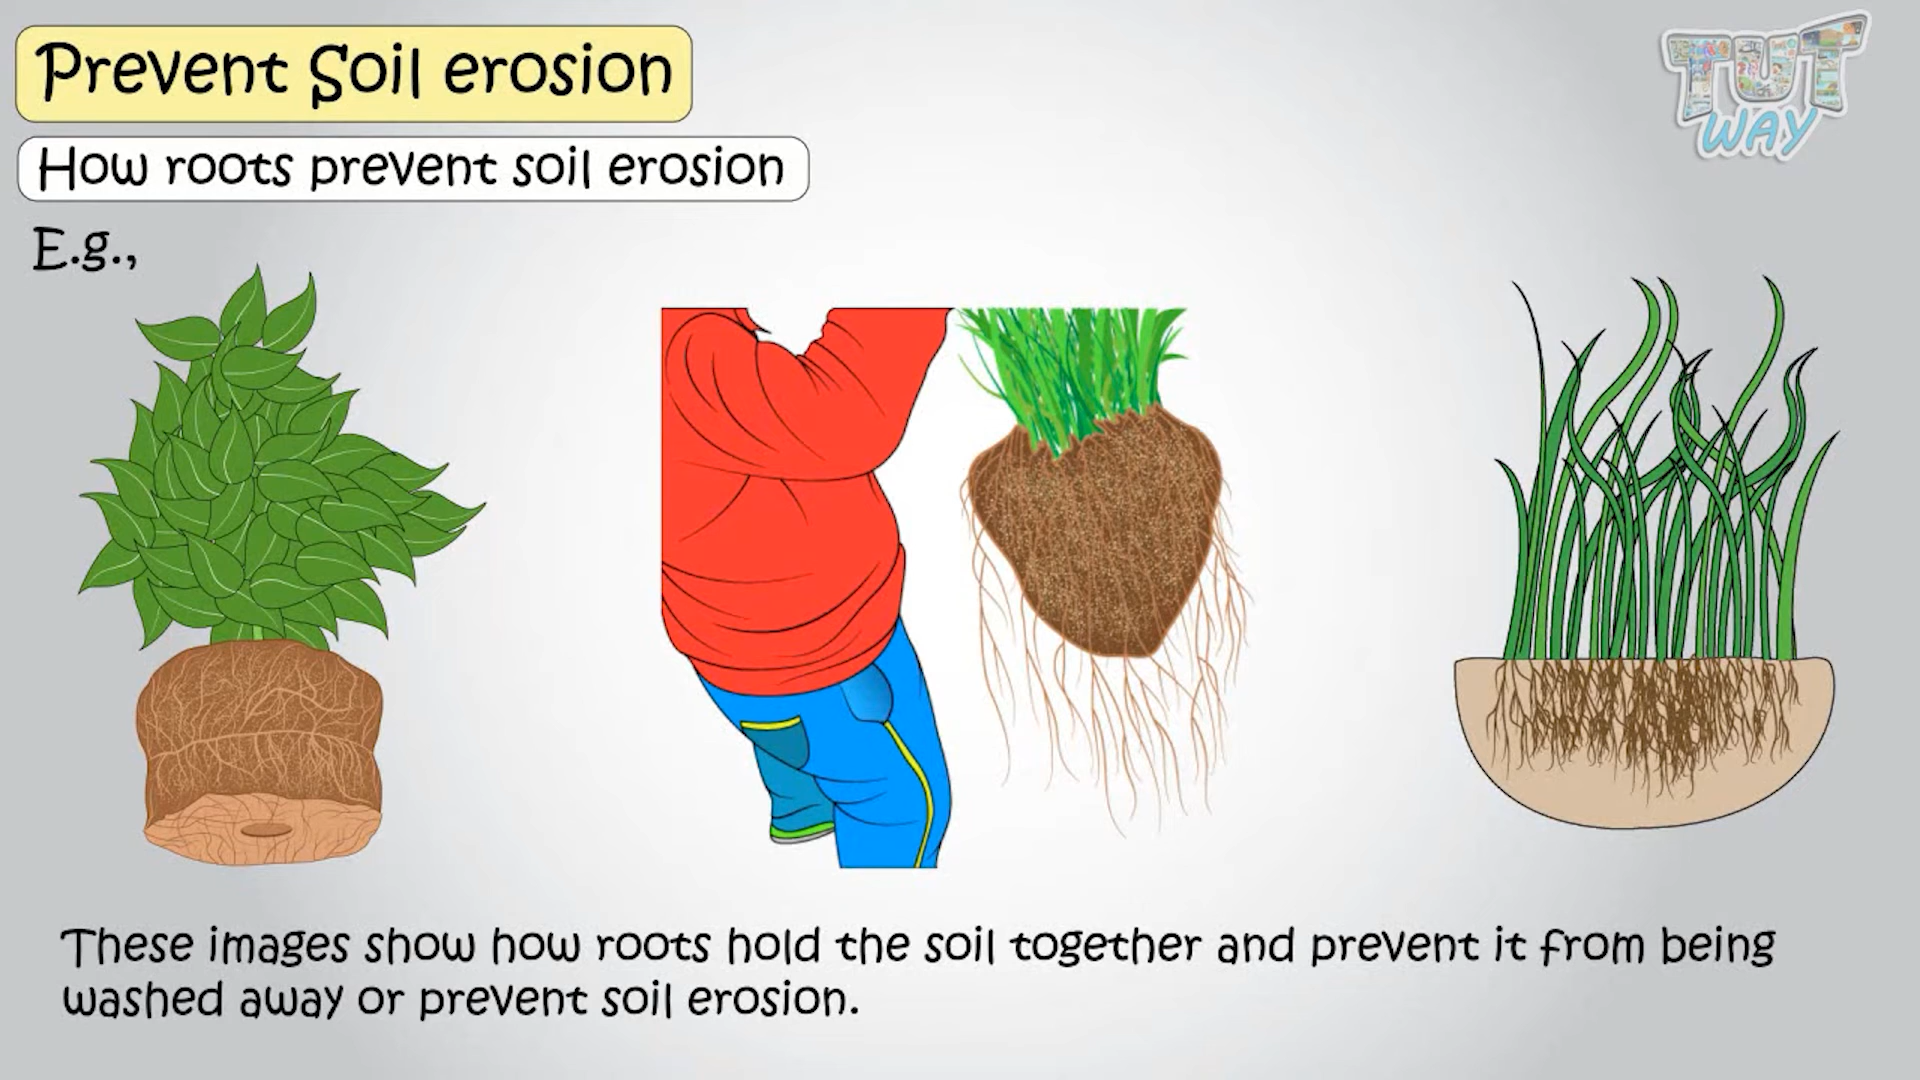 Prevent Soil erosion
TUT
WAY
How roots prevent soil erosion
E.g.,
These images show how roots hold the soil together and prevent it from being
washed away or prevent soil erosion.